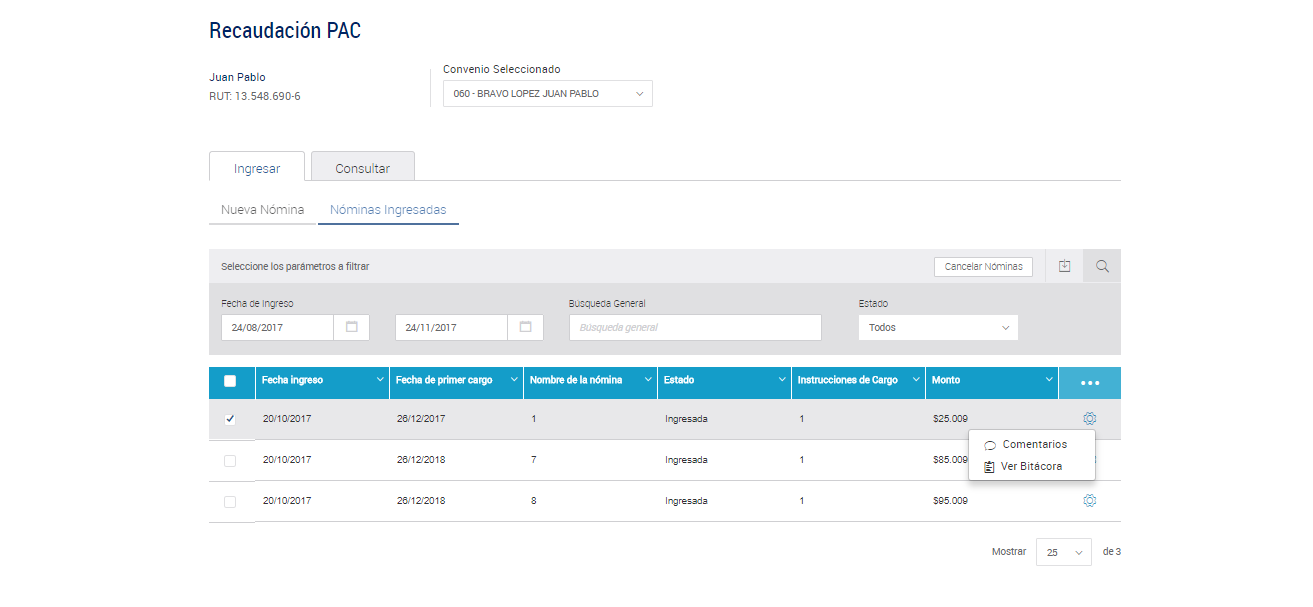 Recaudación PAC
Juan Pablo
RUT: 13.548.690-6
Convenio Seleccionado
060 - BRAVO LOPEZ JUAN PABLO
Ingresar Consultar
Nueva Nómina Nóminas Ingresadas
Seleccione los parámetros a filtrar Cancelar Nóminas
Fecha de Ingreso Búsqueda General Estado
24/08/2017 24/11/2017 Búsqueda general Todos
Fecha ingreso Fecha de primer cargo Nombre de la nómina Estado Instrucciones de Cargo Monto
20/10/2017 26/12/2017 1 Ingresada 1 $25.009
Comentarios
20/10/2017 26/12/2018 7 Ingresada 1 $85.009
Ver Bitácora
20/10/2017 26/12/2018 8 Ingresada 1 $95.009
Mostrar 25 de 3